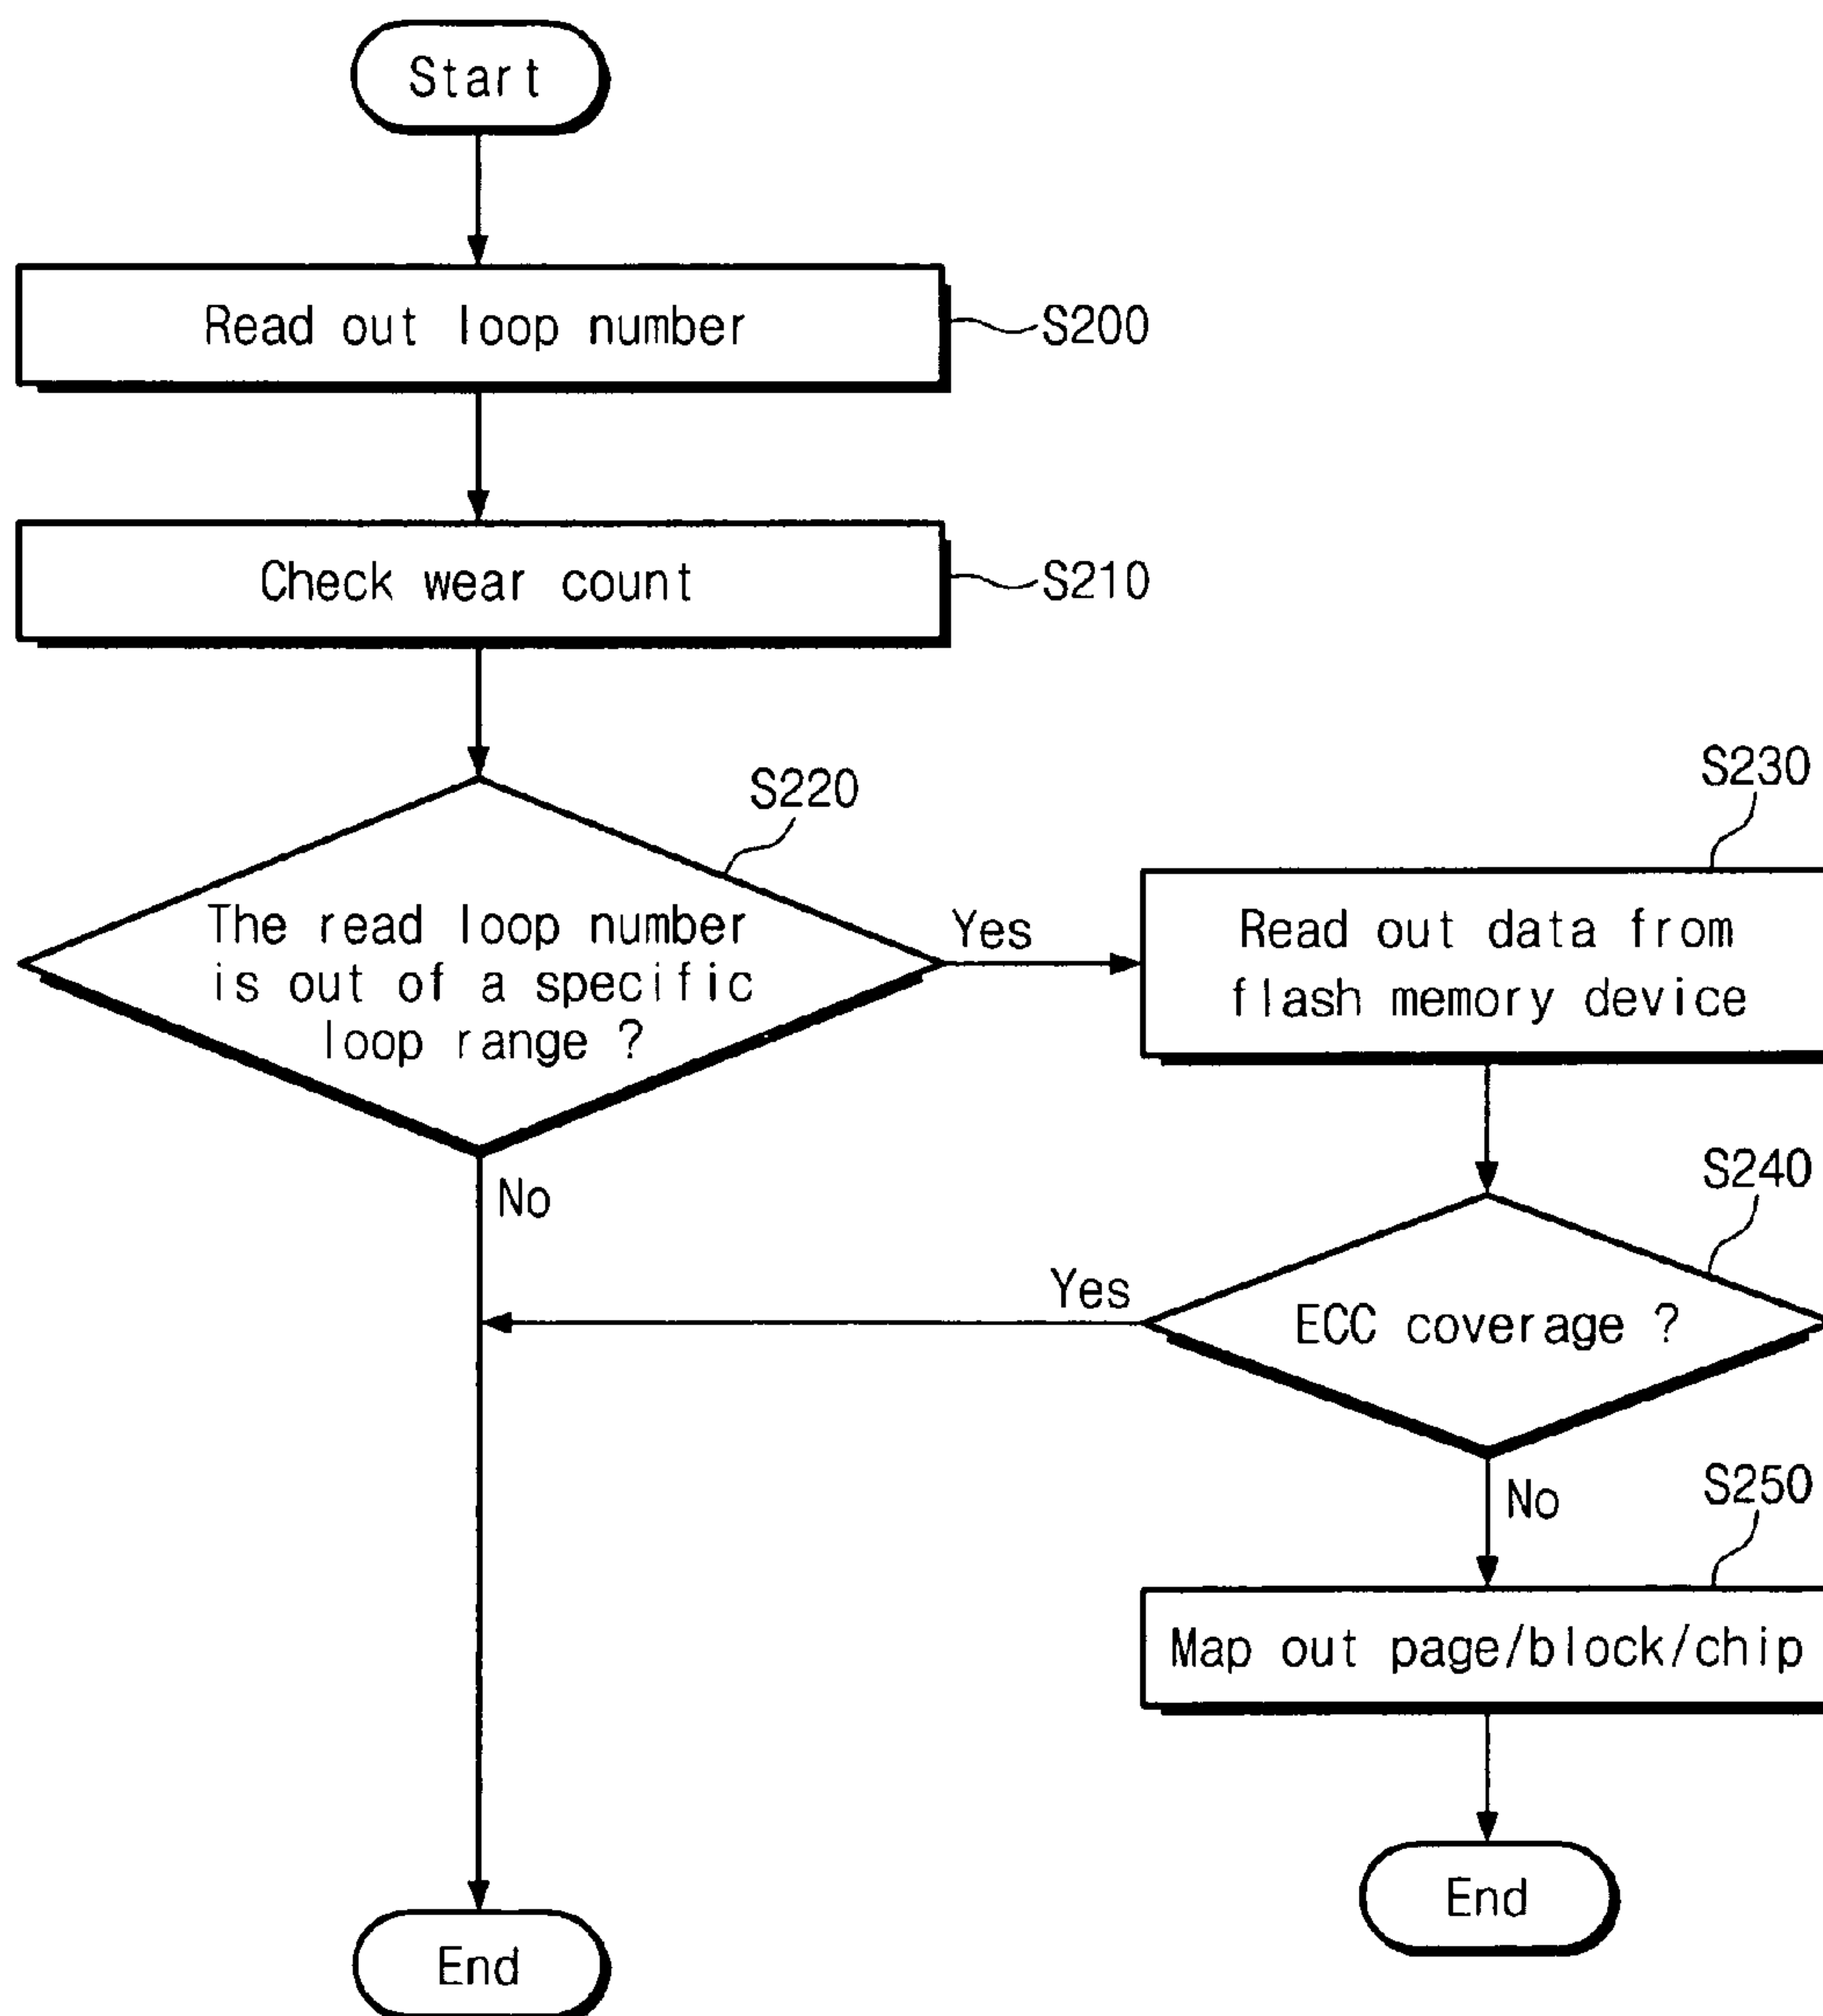 Start
Read out loop number
S200
Check wear count
S210
S220
The read loop number
is out of a specific
loop range ?
Yes
No
S230
Read out data from
flash memory device
S240
ECC coverage ?
Yes
No
S250
Map out page/block/chip
End
End